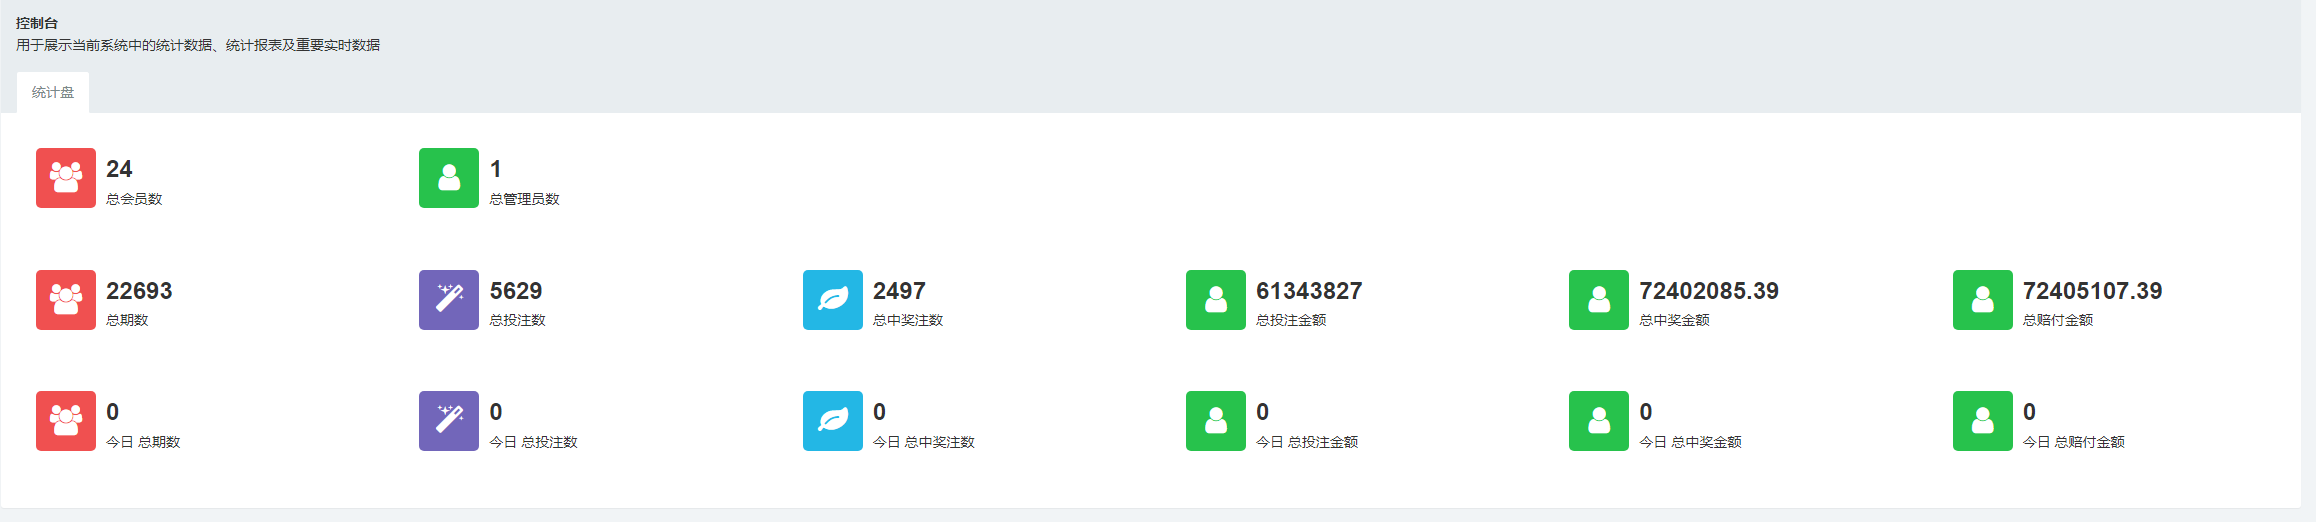 控制台
用于展示当前系统中的统计数据、统计报表及重要实时数据
统计盘
24
总会员数
1
总管理员数
22693
总期数
5629
总投注数
2497
总中奖注数
61343827
总投注金额
72402085.39
总中奖金额
72405107.39
总赔付金额
0
今日 总期数
0
今日 总投注数
0
今日 总中奖注数
0
今日 总投注金额
0
今日 总中奖金额
0
今日 总赔付金额